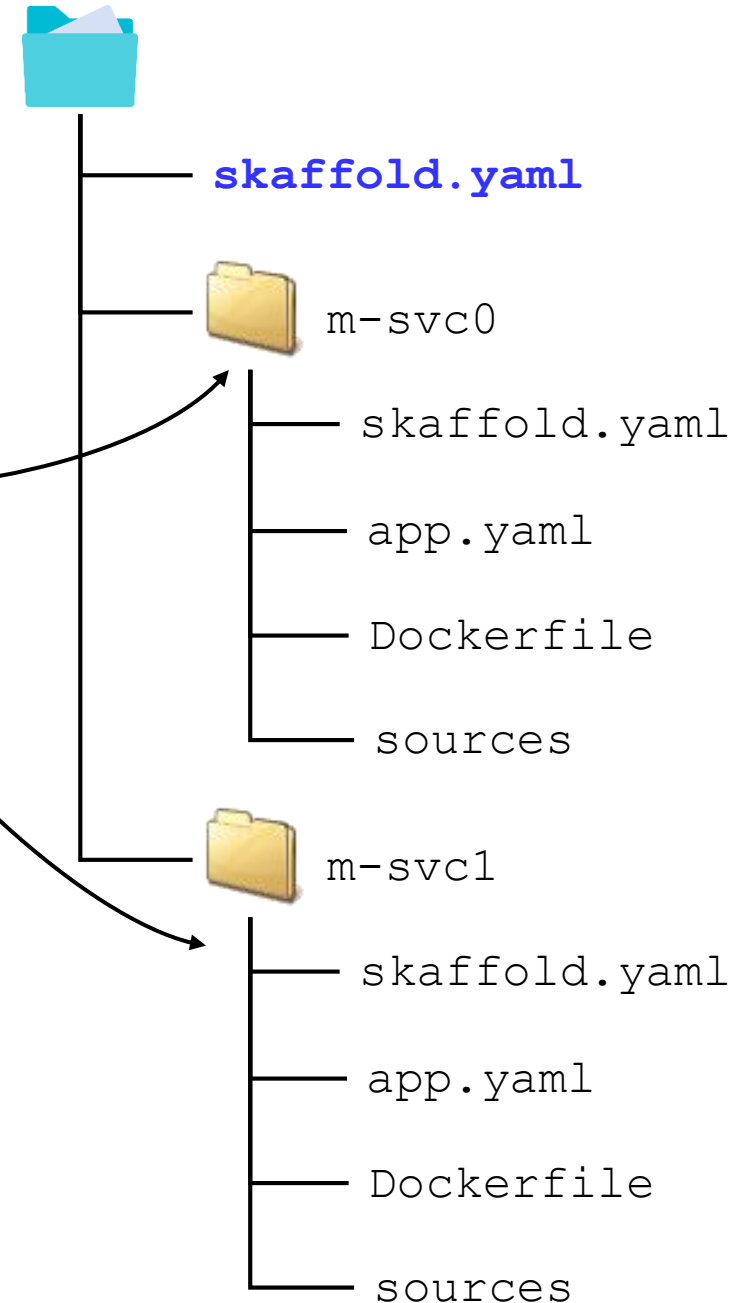 skaffold.yaml
m-svc0
skaffold.yaml
app.yaml
Dockerfile
sources
m-svc1
skaffold.yaml
app.yaml
Dockerfile
sources